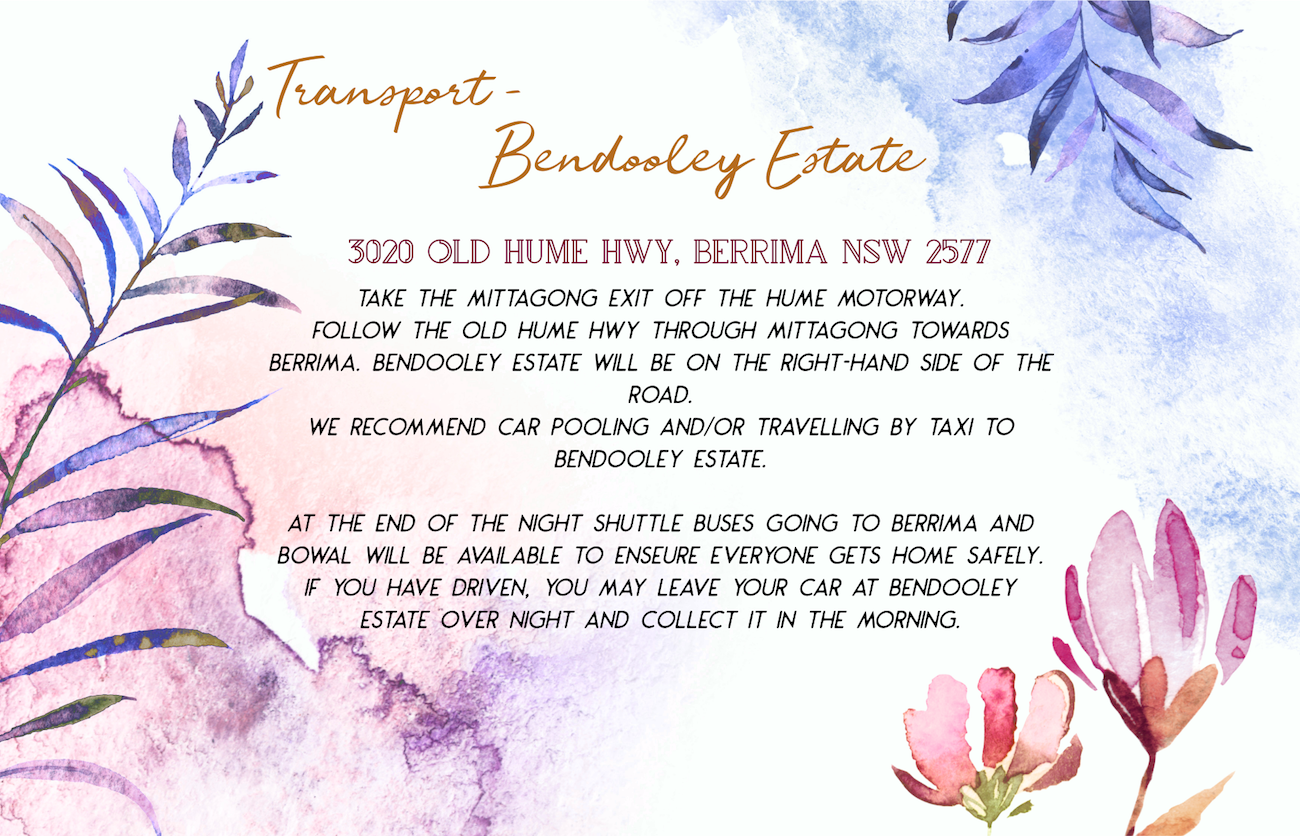 Transport -
Bendooley Estate
3020 OLD HUME HWY, BERRIMA NSW 2577
TAKE THE MITTAGONG EXIT OFF THE HUME MOTORWAY.
FOLLOW THE OLD HUME HWY THROUGH MITTAGONG TOWARDS
BERRIMA. BENDOOLEY ESTATE WILL BE ON THE RIGHT-HAND SIDE OF THE
ROAD.
WE RECOMMEND CAR POOLING AND/OR TRAVELLING BY TAXI TO
BENDOOLEY ESTATE.
AT THE END OF THE NIGHT SHUTTLE BUSES GOING TO BERRIMA AND
BOWAL WILL BE AVAILABLE TO ENSEURE EVERYONE GETS HOME SAFELY.
IF YOU HAVE DRIVEN, YOU MAY LEAVE YOUR CAR AT BENDOOLEY
ESTATE OVER NIGHT AND COLLECT IT IN THE MORNING.